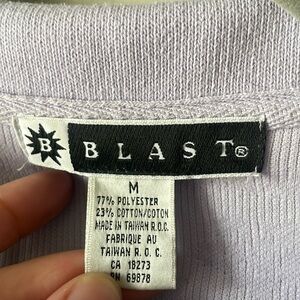 B BLAST®
M
77% POLYESTER
23% COTTON/COTON
MADE IN TAIWAN R.O.C.
FABRIQUE AU
TAIWAN R. O. C.
CA 18273
RN 69878